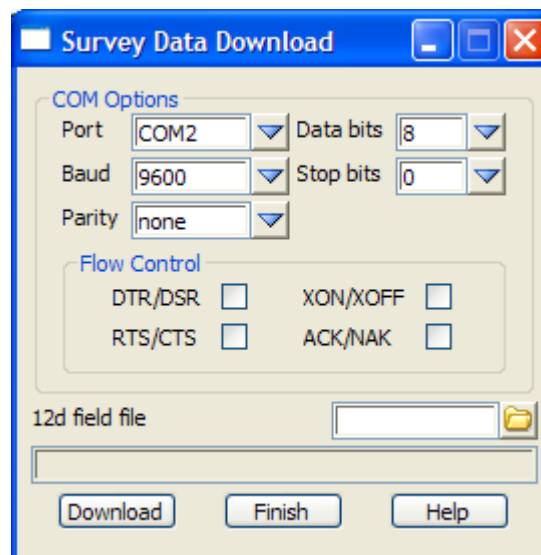 Survey Data Download
COM Options
Port COM2 Data bits 8
Baud 9600 Stop bits 0
Parity none
Flow Control
DTR/DSR XON/XOFF
RTS/CTS ACK/NAK
12d field file
Download Finish Help